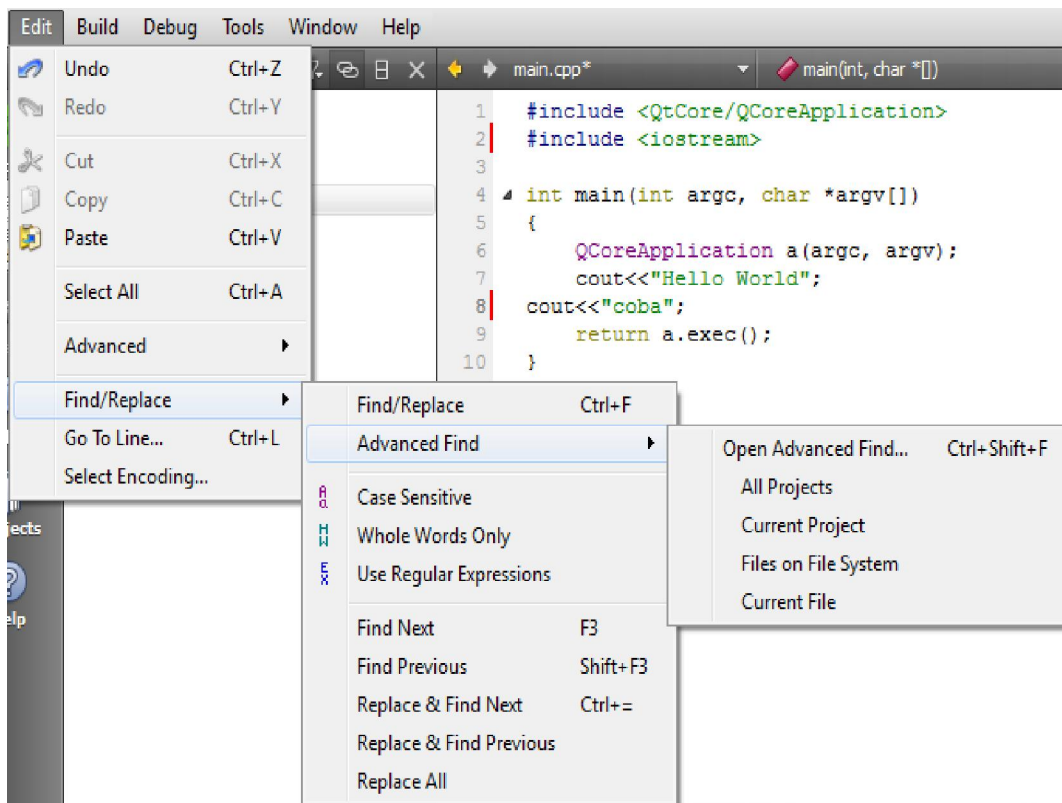 Edit Build Debug Tools Window Help
Undo Ctrl+Z
Redo Ctrl+Y
Cut Ctrl+X
Copy Ctrl+C
Paste Ctrl+V
Select All Ctrl+A
Advanced
Find/Replace
Go To Line... Ctrl+L
Select Encoding...
main.cpp* main(int, char *[])
1 #include <QtCore/QCoreApplication>
2 #include <iostream>
3
4 int main(int argc, char *argv[])
5 {
6 QCoreApplication a(argc, argv);
7 cout<<"Hello World";
8 cout<<"coba";
9 return a.exec();
10 }
Find/Replace Ctrl+F
Advanced Find
Case Sensitive
Whole Words Only
Use Regular Expressions
Find Next F3
Find Previous Shift+F3
Replace & Find Next Ctrl+=
Replace & Find Previous
Replace All
Open Advanced Find... Ctrl+Shift+F
All Projects
Current Project
Files on File System
Current File
jects
elp